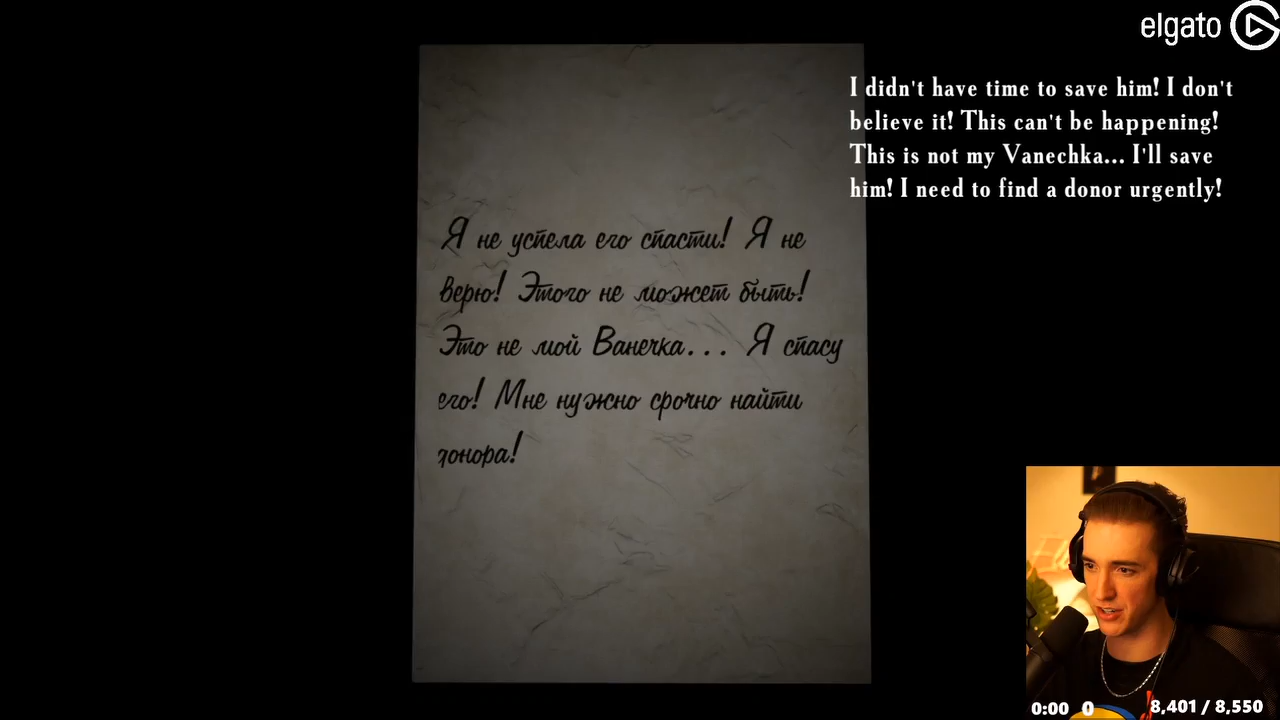 elgato
I didn't have time to save him! I don't
believe it! This can't be happening!
This is not my Vanechka... I'll save
him! I need to find a donor urgently!
Я не успела его спасти! Я не
верю! Этого не может быть!
Это не мой Ванечка... Я спасу
его! Мне нужно срочно найти
донора!
0:00 0 8,401 / 8,550